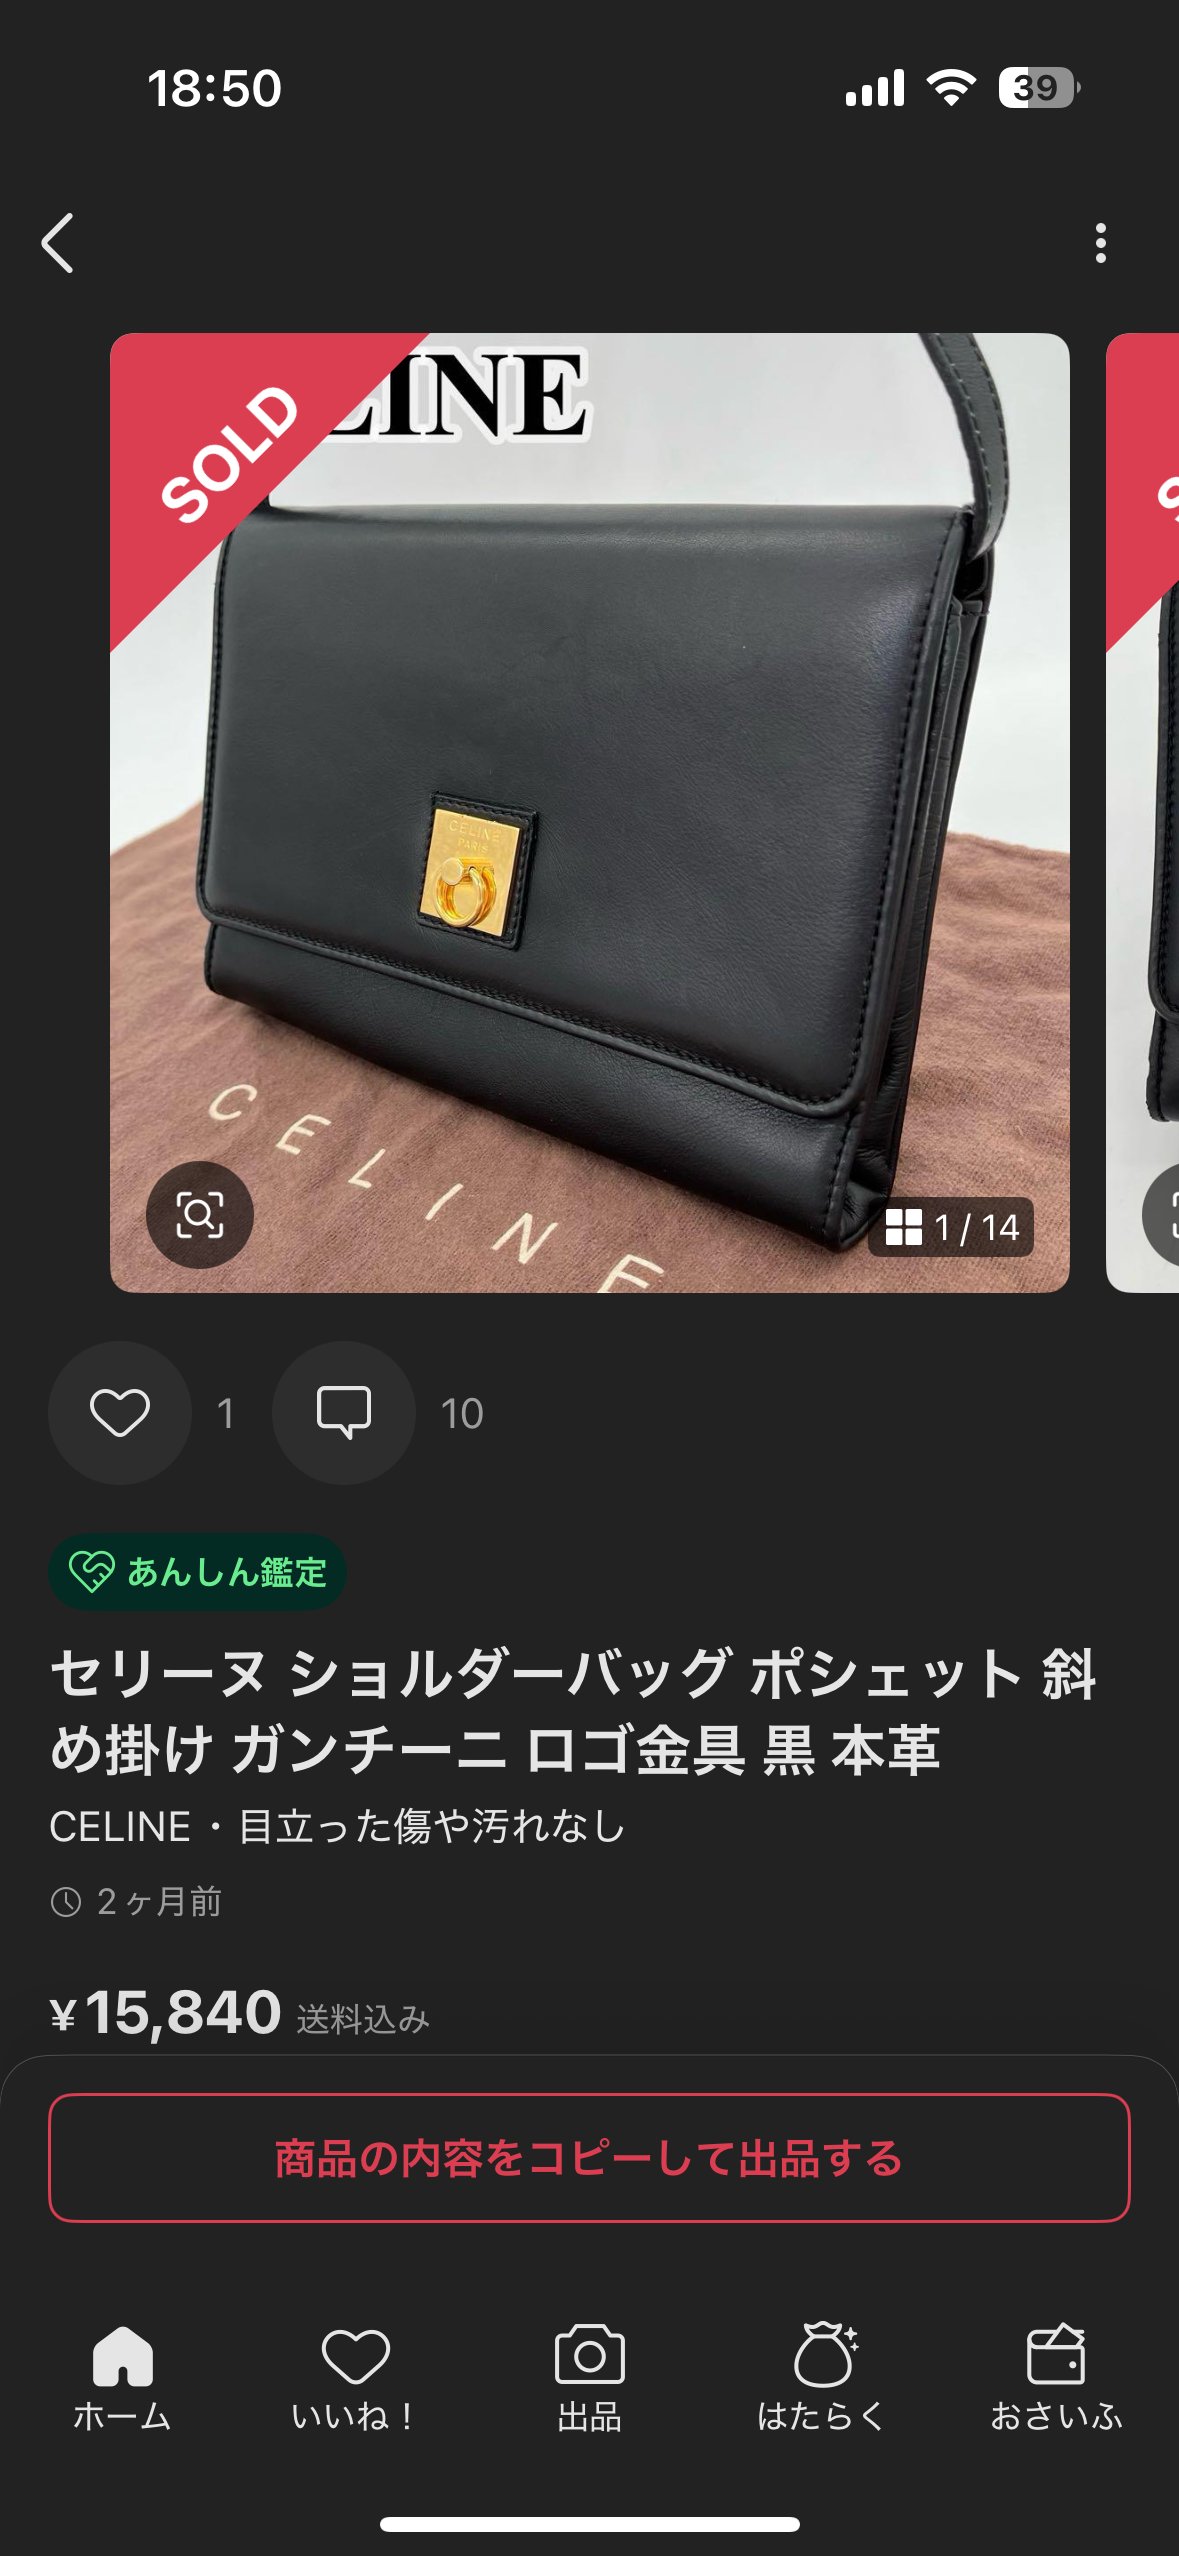 18:50
39
SOLD
LINE
CELINE
PARIS
CELINE
1 / 14
1
10
あんしん鑑定
セリーヌ ショルダーバッグ ポシェット 斜
め掛け ガンチーニ ロゴ金具 黒 本革
CELINE・目立った傷や汚れなし
2ヶ月前
¥15,840 送料込み
商品の内容をコピーして出品する
ホーム
いいね！
出品
はたらく
おさいふ